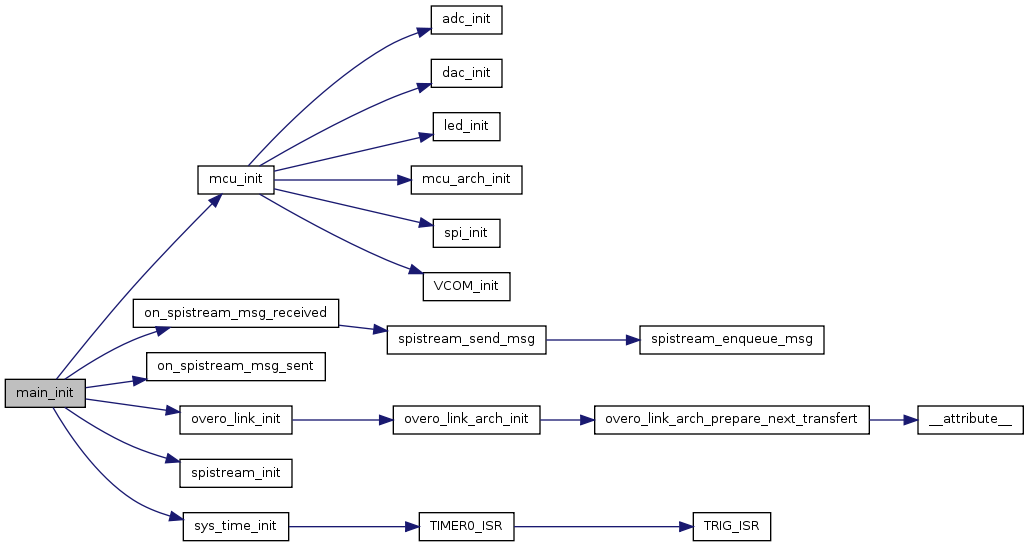 adc_init
dac_init
led_init
mcu_init
mcu_arch_init
spi_init
VCOM_init
on_spistream_msg_received
spistream_send_msg
spistream_enqueue_msg
on_spistream_msg_sent
main_init
overo_link_init
overo_link_arch_init
overo_link_arch_prepare_next_transfert
__attribute__
spistream_init
sys_time_init
TIMER0_ISR
TRIG_ISR